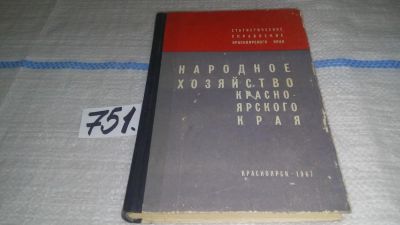 СТАТИСТИЧЕСКОЕ
УПРАВЛЕНИЕ
КРАСНОЯРСКОГО КРАЯ
НАРОДНОЕ
ХОЗЯЙСТВО
КРАСНО-
ЯРСКОГО
КРАЯ
КРАСНОЯРСК-1967
751.